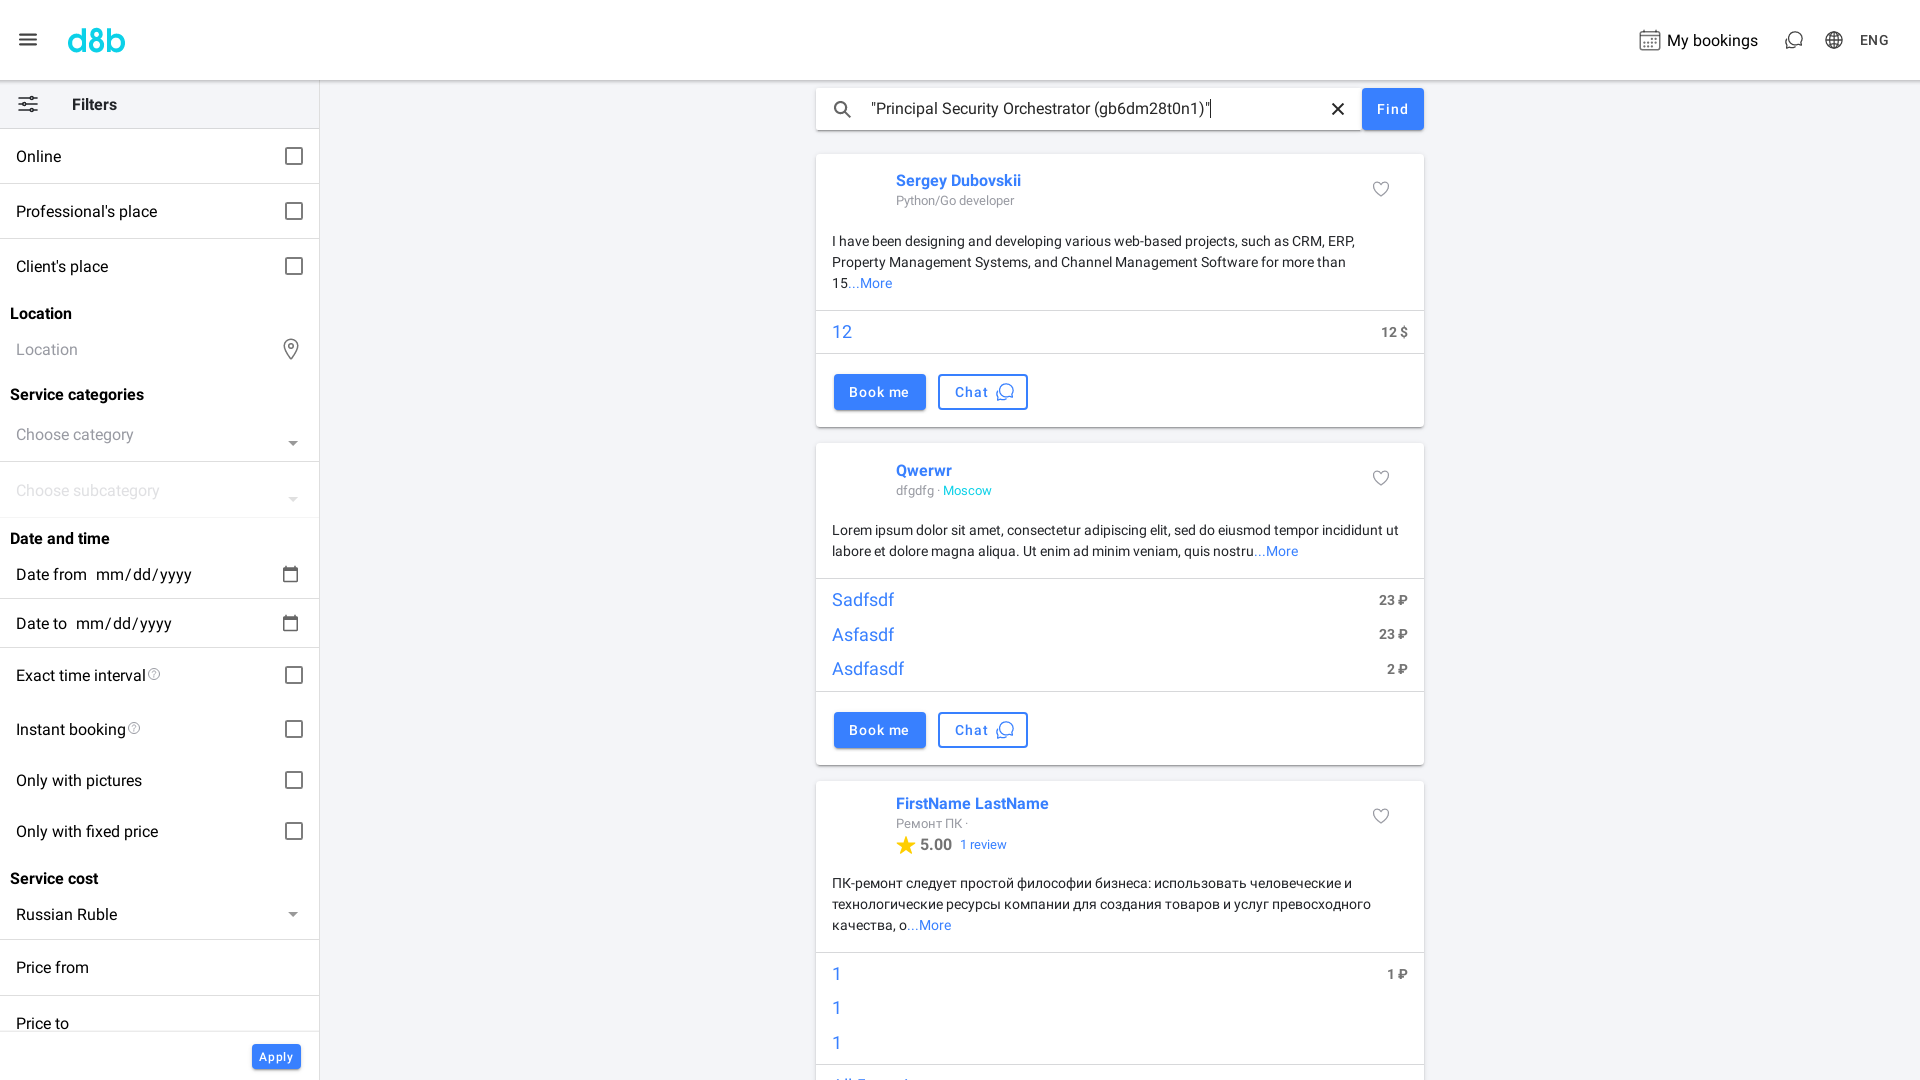 d8b
My bookings
ENG
Filters
Online
Professional's place
Client's place
Location
Location
Service categories
Choose category
Choose subcategory
Date and time
Date from mm/dd/yyyy
Date to mm/dd/yyyy
Exact time interval
Instant booking
Only with pictures
Only with fixed price
Service cost
Russian Ruble
Price from
Price to
Apply
"Principal Security Orchestrator (gb6dm28t0n1)"
Find
Sergey Dubovskii
Python/Go developer
I have been designing and developing various web-based projects, such as CRM, ERP,
Property Management Systems, and Channel Management Software for more than
15...More
12 12 $
Book me Chat
Qwerwr
dfgdfg · Moscow
Lorem ipsum dolor sit amet, consectetur adipiscing elit, sed do eiusmod tempor incididunt ut
labore et dolore magna aliqua. Ut enim ad minim veniam, quis nostru...More
Sadfsdf 23 ₽
Asfasdf 23 ₽
Asdfasdf 2 ₽
Book me Chat
FirstName LastName
Ремонт ПК ·
5.00 1 review
ПК-ремонт следует простой философии бизнеса: использовать человеческие и
технологические ресурсы компании для создания товаров и услуг превосходного
качества, о...More
1 1 ₽
1
1